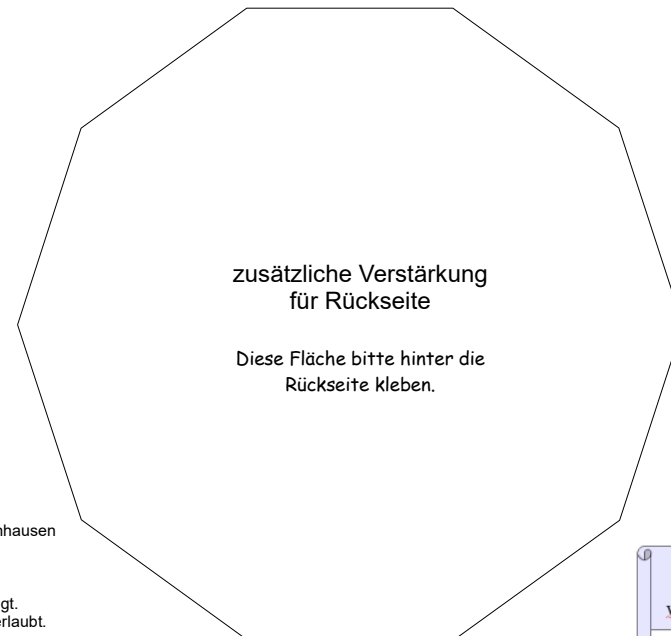 zusätzliche Verstärkung
für Rückseite
Diese Fläche bitte hinter die
Rückseite kleben.